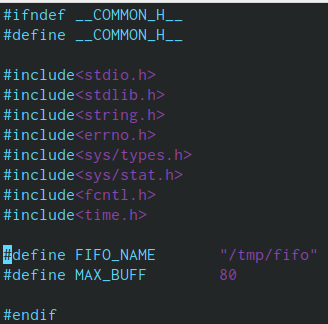 #ifndef __COMMON_H__
#define __COMMON_H__
#include<stdio.h>
#include<stdlib.h>
#include<string.h>
#include<errno.h>
#include<sys/types.h>
#include<sys/stat.h>
#include<fcntl.h>
#include<time.h>
#define FIFO_NAME "/tmp/fifo"
#define MAX_BUFF 80
#endif